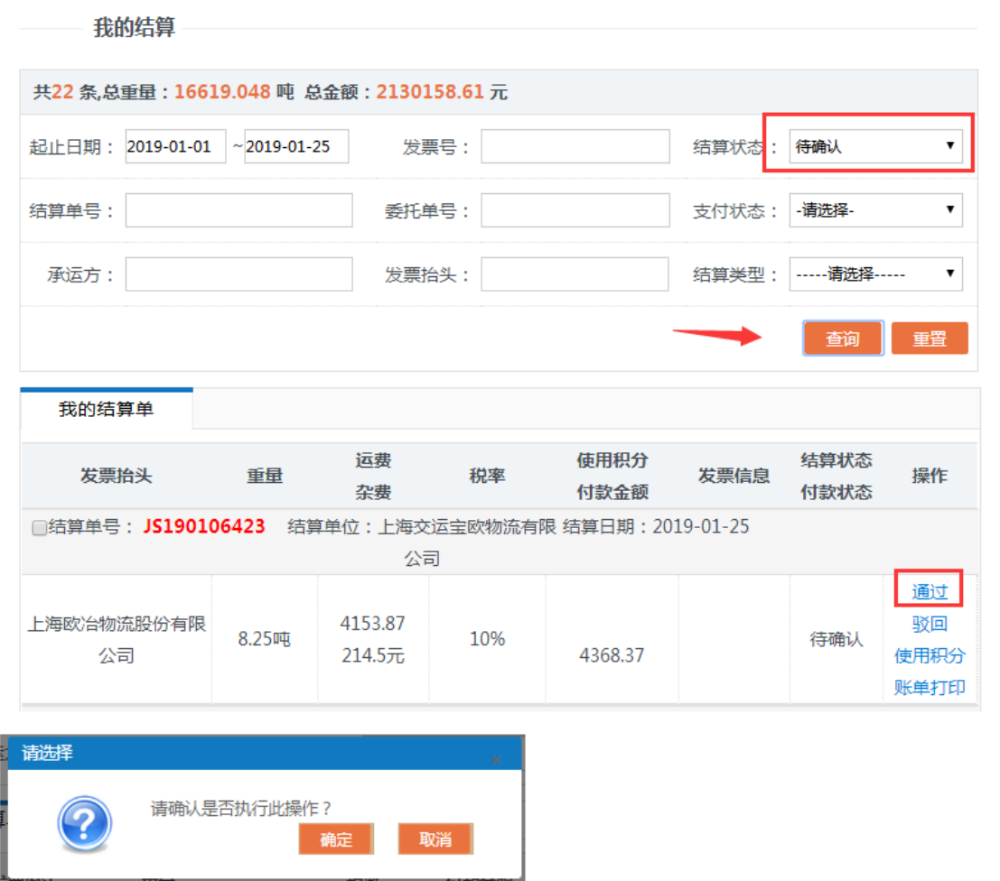 我的结算
共22 条,总重量：16619.048 吨 总金额：2130158.61 元
起止日期： 2019-01-01 ~ 2019-01-25 发票号： 结算状态： 待确认
结算单号： 委托单号： 支付状态： -请选择-
承运方： 发票抬头： 结算类型： -----请选择-----
查询 重置
我的结算单
发票抬头 重量 运费 杂费 税率 使用积分 付款金额 发票信息 结算状态 付款状态 操作
结算单号： JS190106423 结算单位：上海交运宝欧物流有限 结算日期：2019-01-25
公司
上海欧冶物流股份有限
公司
8.25吨
4153.87
214.5元
10%
4368.37
待确认
通过
驳回
使用积分
账单打印
请选择
请确认是否执行此操作？
确定 取消